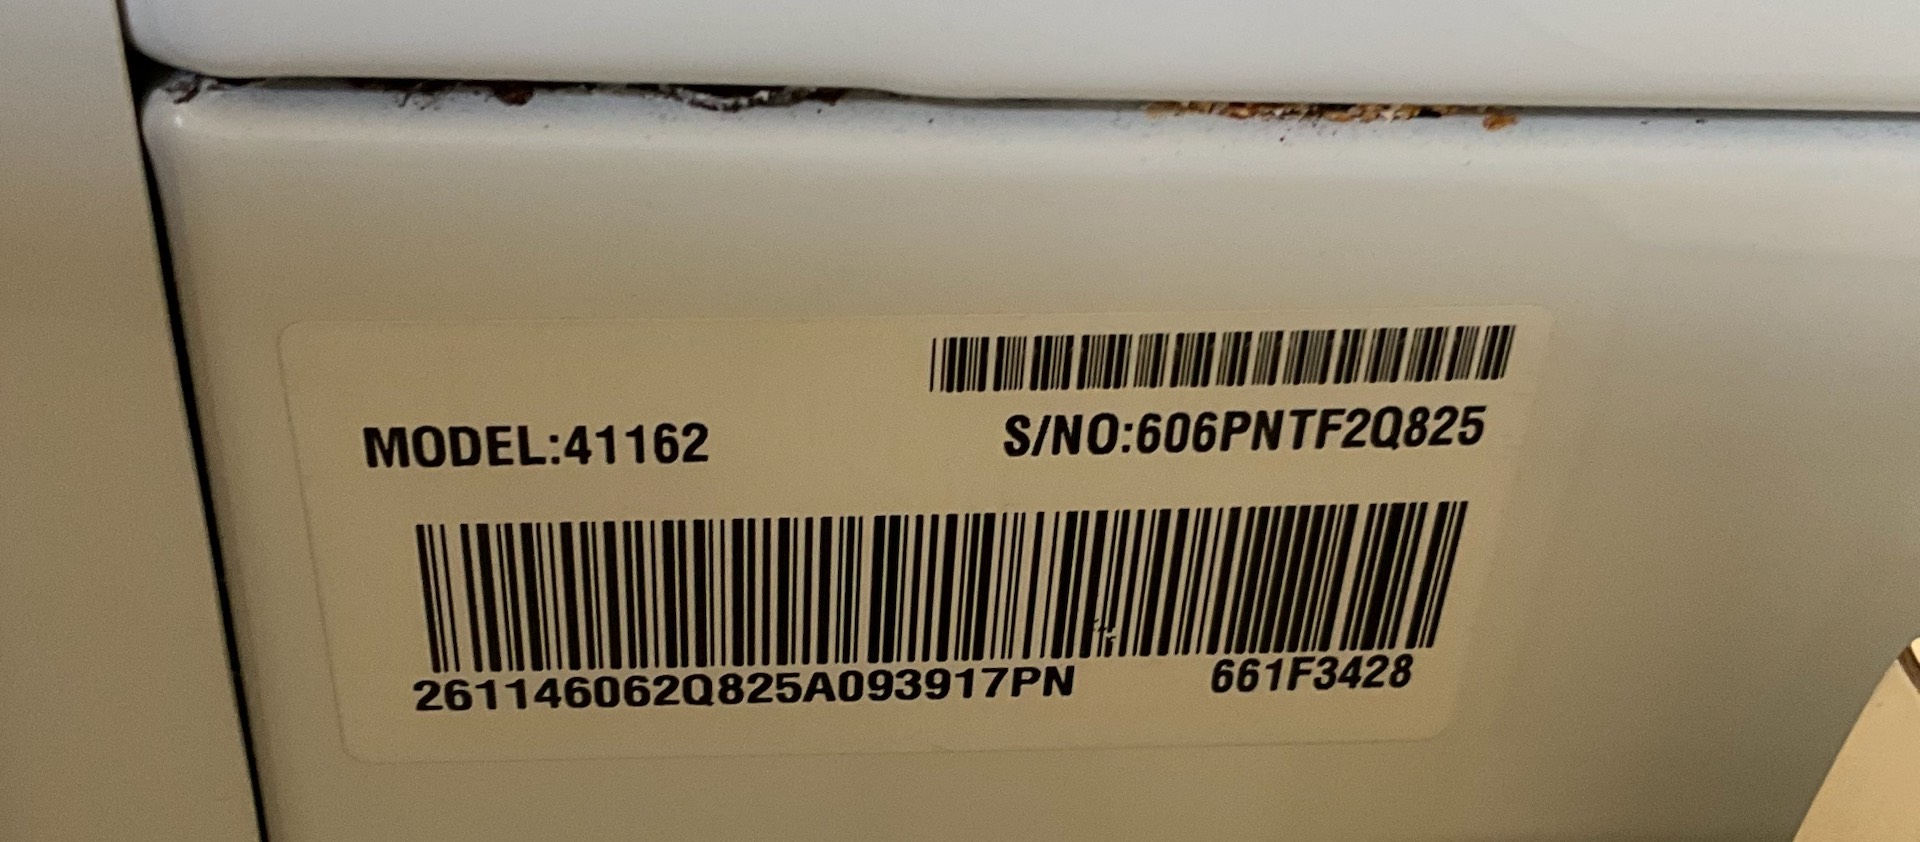 MODEL:41162
S/NO:606PNTF2Q825
261146062Q825A093917PN
661F3428